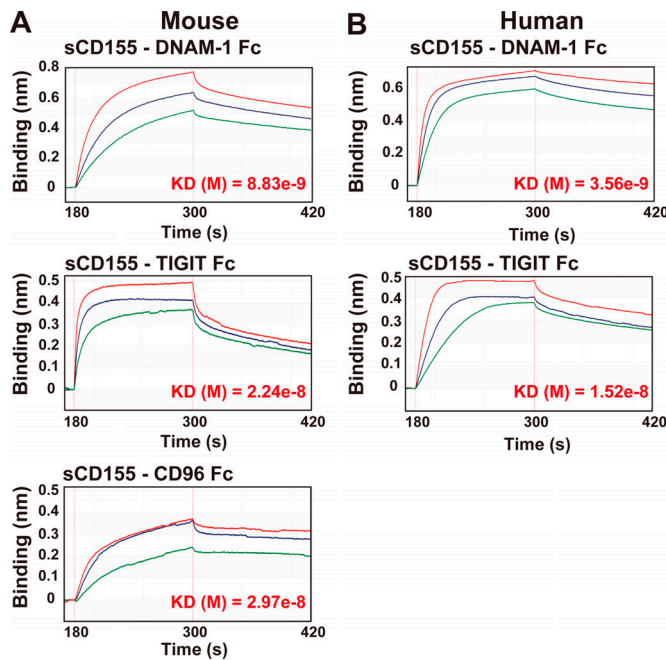 A Mouse
sCD155 - DNAM-1 Fc
Binding (nm)
0.8
0.6
0.4
0.2
0
KD (M) = 8.83e-9
180 300 420
Time (s)
sCD155 - TIGIT Fc
Binding (nm)
0.5
0.4
0.3
0.2
0.1
0
KD (M) = 2.24e-8
180 300 420
Time (s)
sCD155 - CD96 Fc
Binding (nm)
0.5
0.4
0.3
0.2
0.1
0
KD (M) = 2.97e-8
180 300 420
Time (s)
B Human
sCD155 - DNAM-1 Fc
Binding (nm)
0.6
0.4
0.2
0
KD (M) = 3.56e-9
180 300 420
Time (s)
sCD155 - TIGIT Fc
Binding (nm)
0.5
0.4
0.3
0.2
0.1
0
KD (M) = 1.52e-8
180 300 420
Time (s)